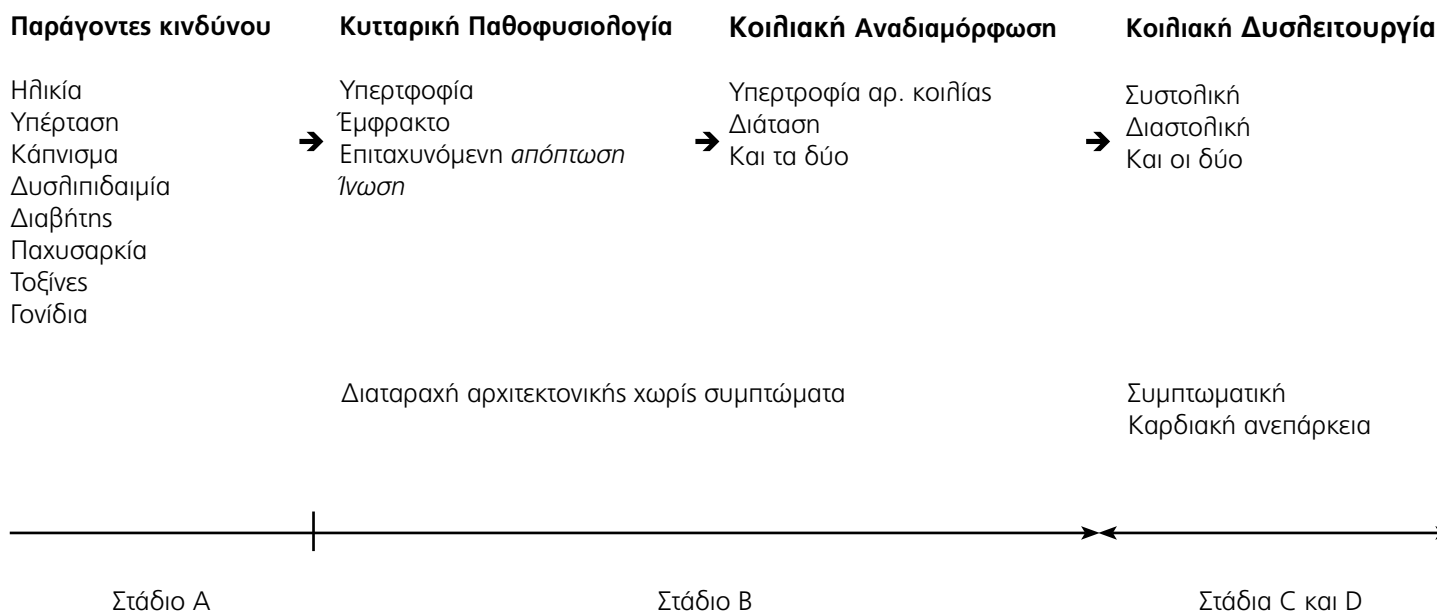 Παράγοντες κινδύνου
Ηλικία
Υπέρταση
Κάπνισμα
Δυσλιπιδαιμία
Διαβήτης
Παχυσαρκία
Τοξίνες
Γονίδια
Κυτταρική Παθοφυσιολογία
Υπερτφοφία
Έμφρακτο
Επιταχυνόμενη απόπτωση
Ίνωση
Κοιλιακή Αναδιαμόρφωση
Υπερτροφία αρ. κοιλίας
Διάταση
Και τα δύο
Κοιλιακή Δυσλειτουργία
Συστολική
Διαστολική
Και οι δύο
Διαταραχή αρχιτεκτονικής χωρίς συμπτώματα
Συμπτωματική
Καρδιακή ανεπάρκεια
Στάδιο Α
Στάδιο Β
Στάδια C και D